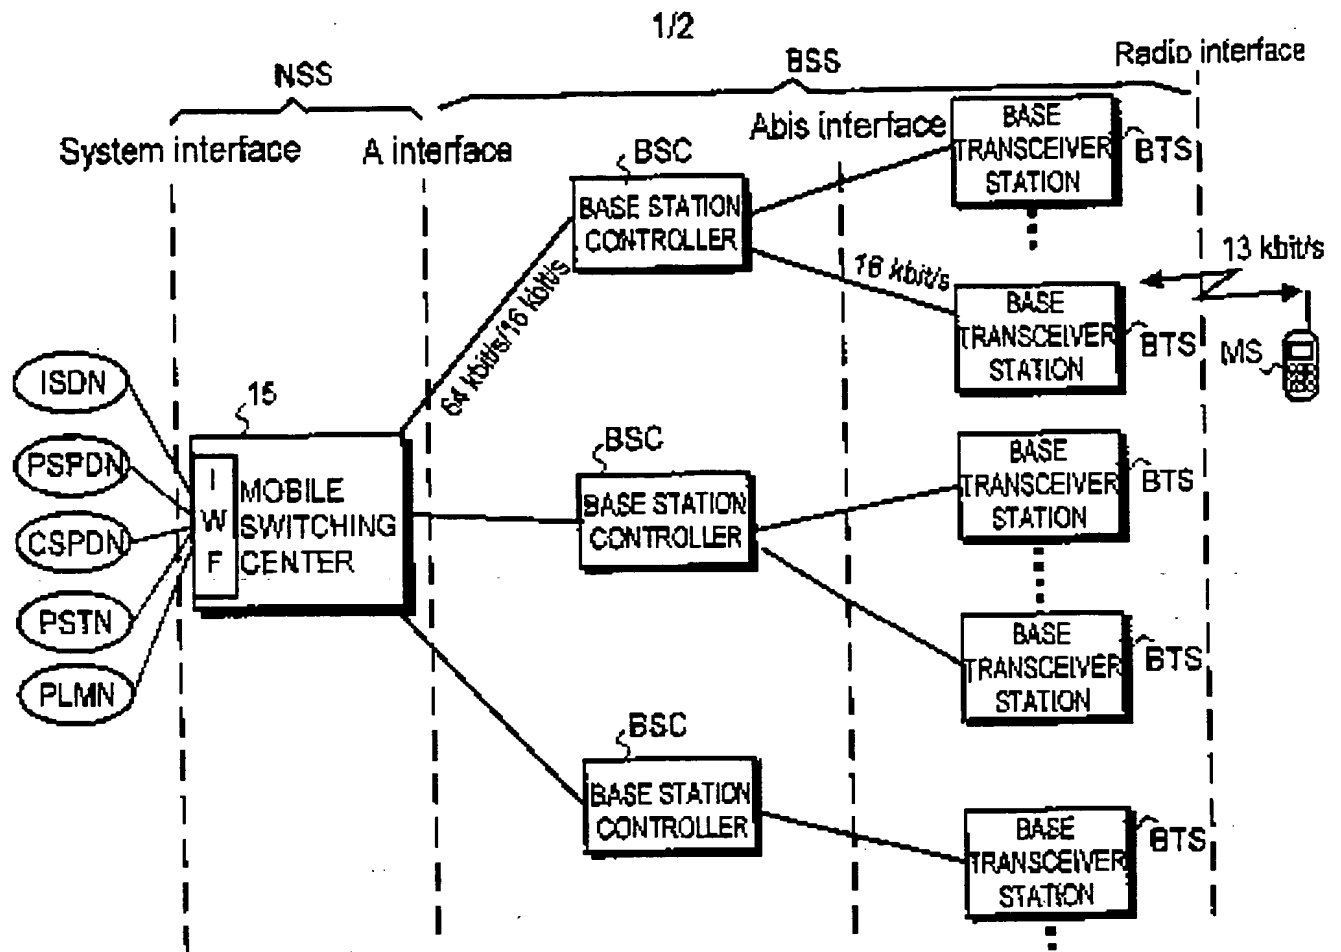 1/2
NSS
BSS
Radio interface
System interface
A interface
Abis interface
BSC
BASE STATION
CONTROLLER
BASE
TRANSCEIVER
STATION
BTS
64 kbit/s/16 kbit/s
16 kbit/s
13 kbit/s
BASE
TRANSCEIVER
STATION
BTS
MS
ISDN
PSPDN
CSPDN
PSTN
PLMN
15
I
W
F
MOBILE
SWITCHING
CENTER
BSC
BASE STATION
CONTROLLER
BASE
TRANSCEIVER
STATION
BTS
BASE
TRANSCEIVER
STATION
BTS
BSC
BASE STATION
CONTROLLER
BASE
TRANSCEIVER
STATION
BTS